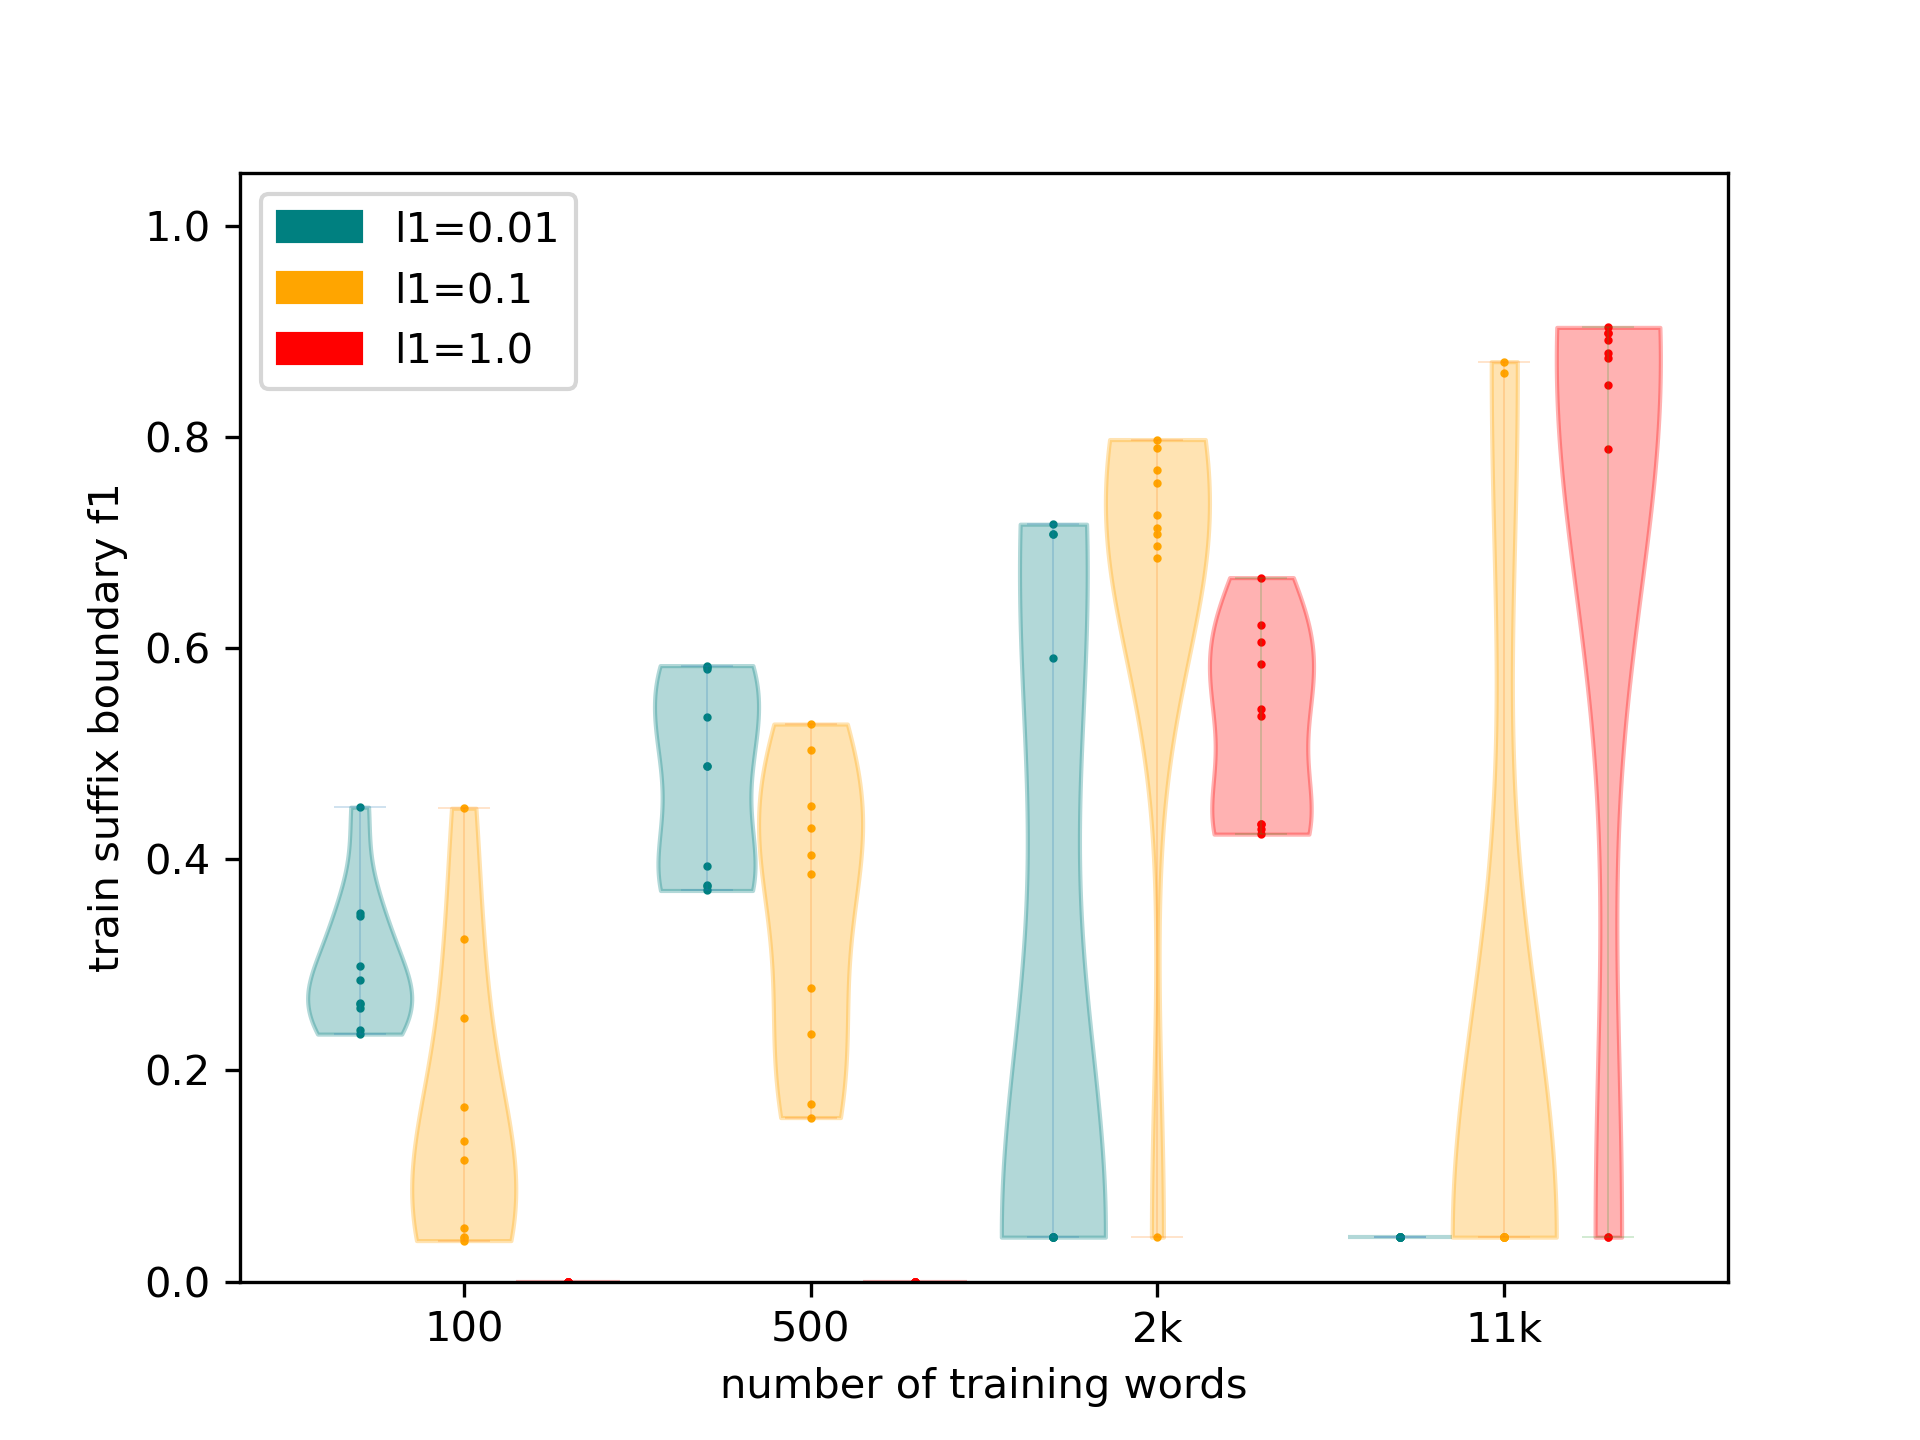 l1=0.01
l1=0.1
l1=1.0
1.0
0.8
0.6
0.4
0.2
0.0
train suffix boundary f1
100 500 2k 11k
number of training words